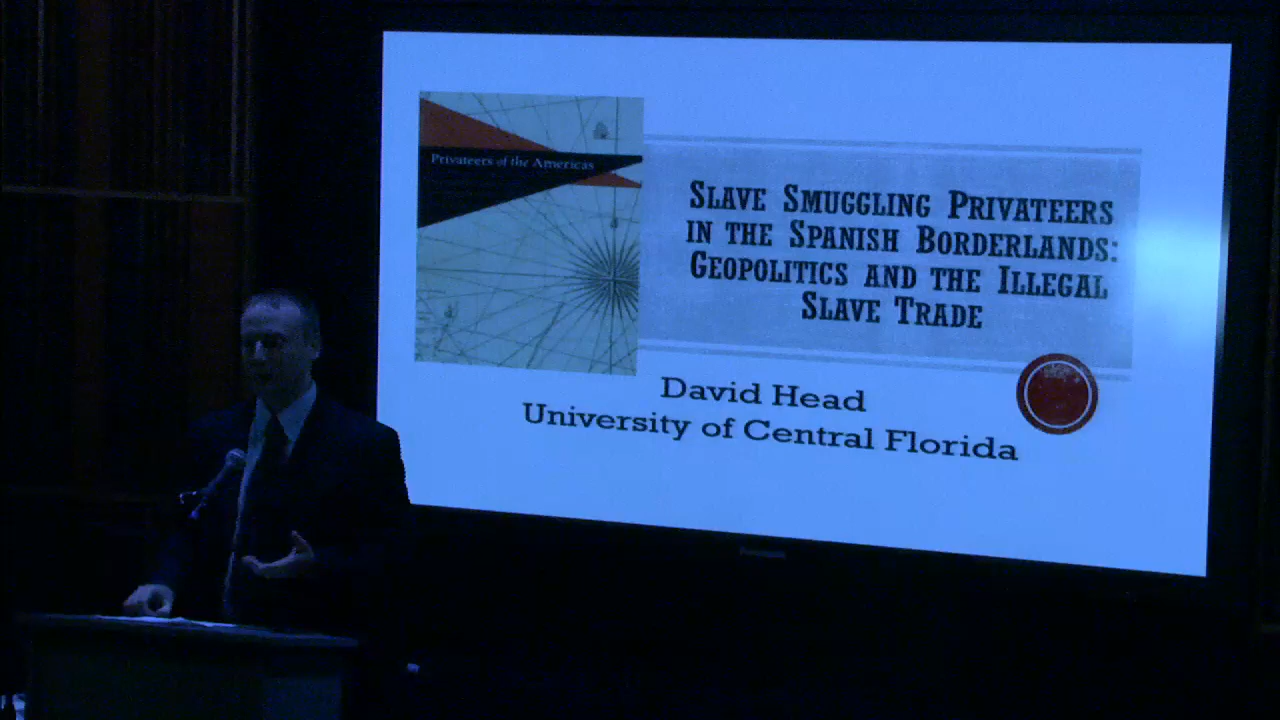 Privateers of the Americas
SLAVE SMUGGLING PRIVATEERS
IN THE SPANISH BORDERLANDS:
GEOPOLITICS AND THE ILLEGAL
SLAVE TRADE
David Head
University of Central Florida